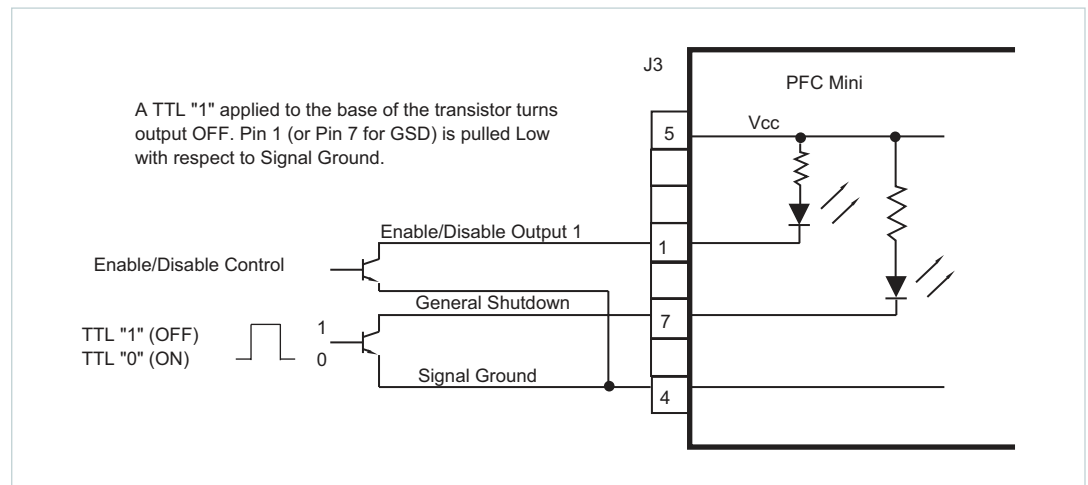 J3
PFC Mini
A TTL "1" applied to the base of the transistor turns
output OFF. Pin 1 (or Pin 7 for GSD) is pulled Low
with respect to Signal Ground.
5
Vcc
Enable/Disable Output 1
1
Enable/Disable Control
General Shutdown
7
TTL "1" (OFF)
TTL "0" (ON)
1
0
Signal Ground
4